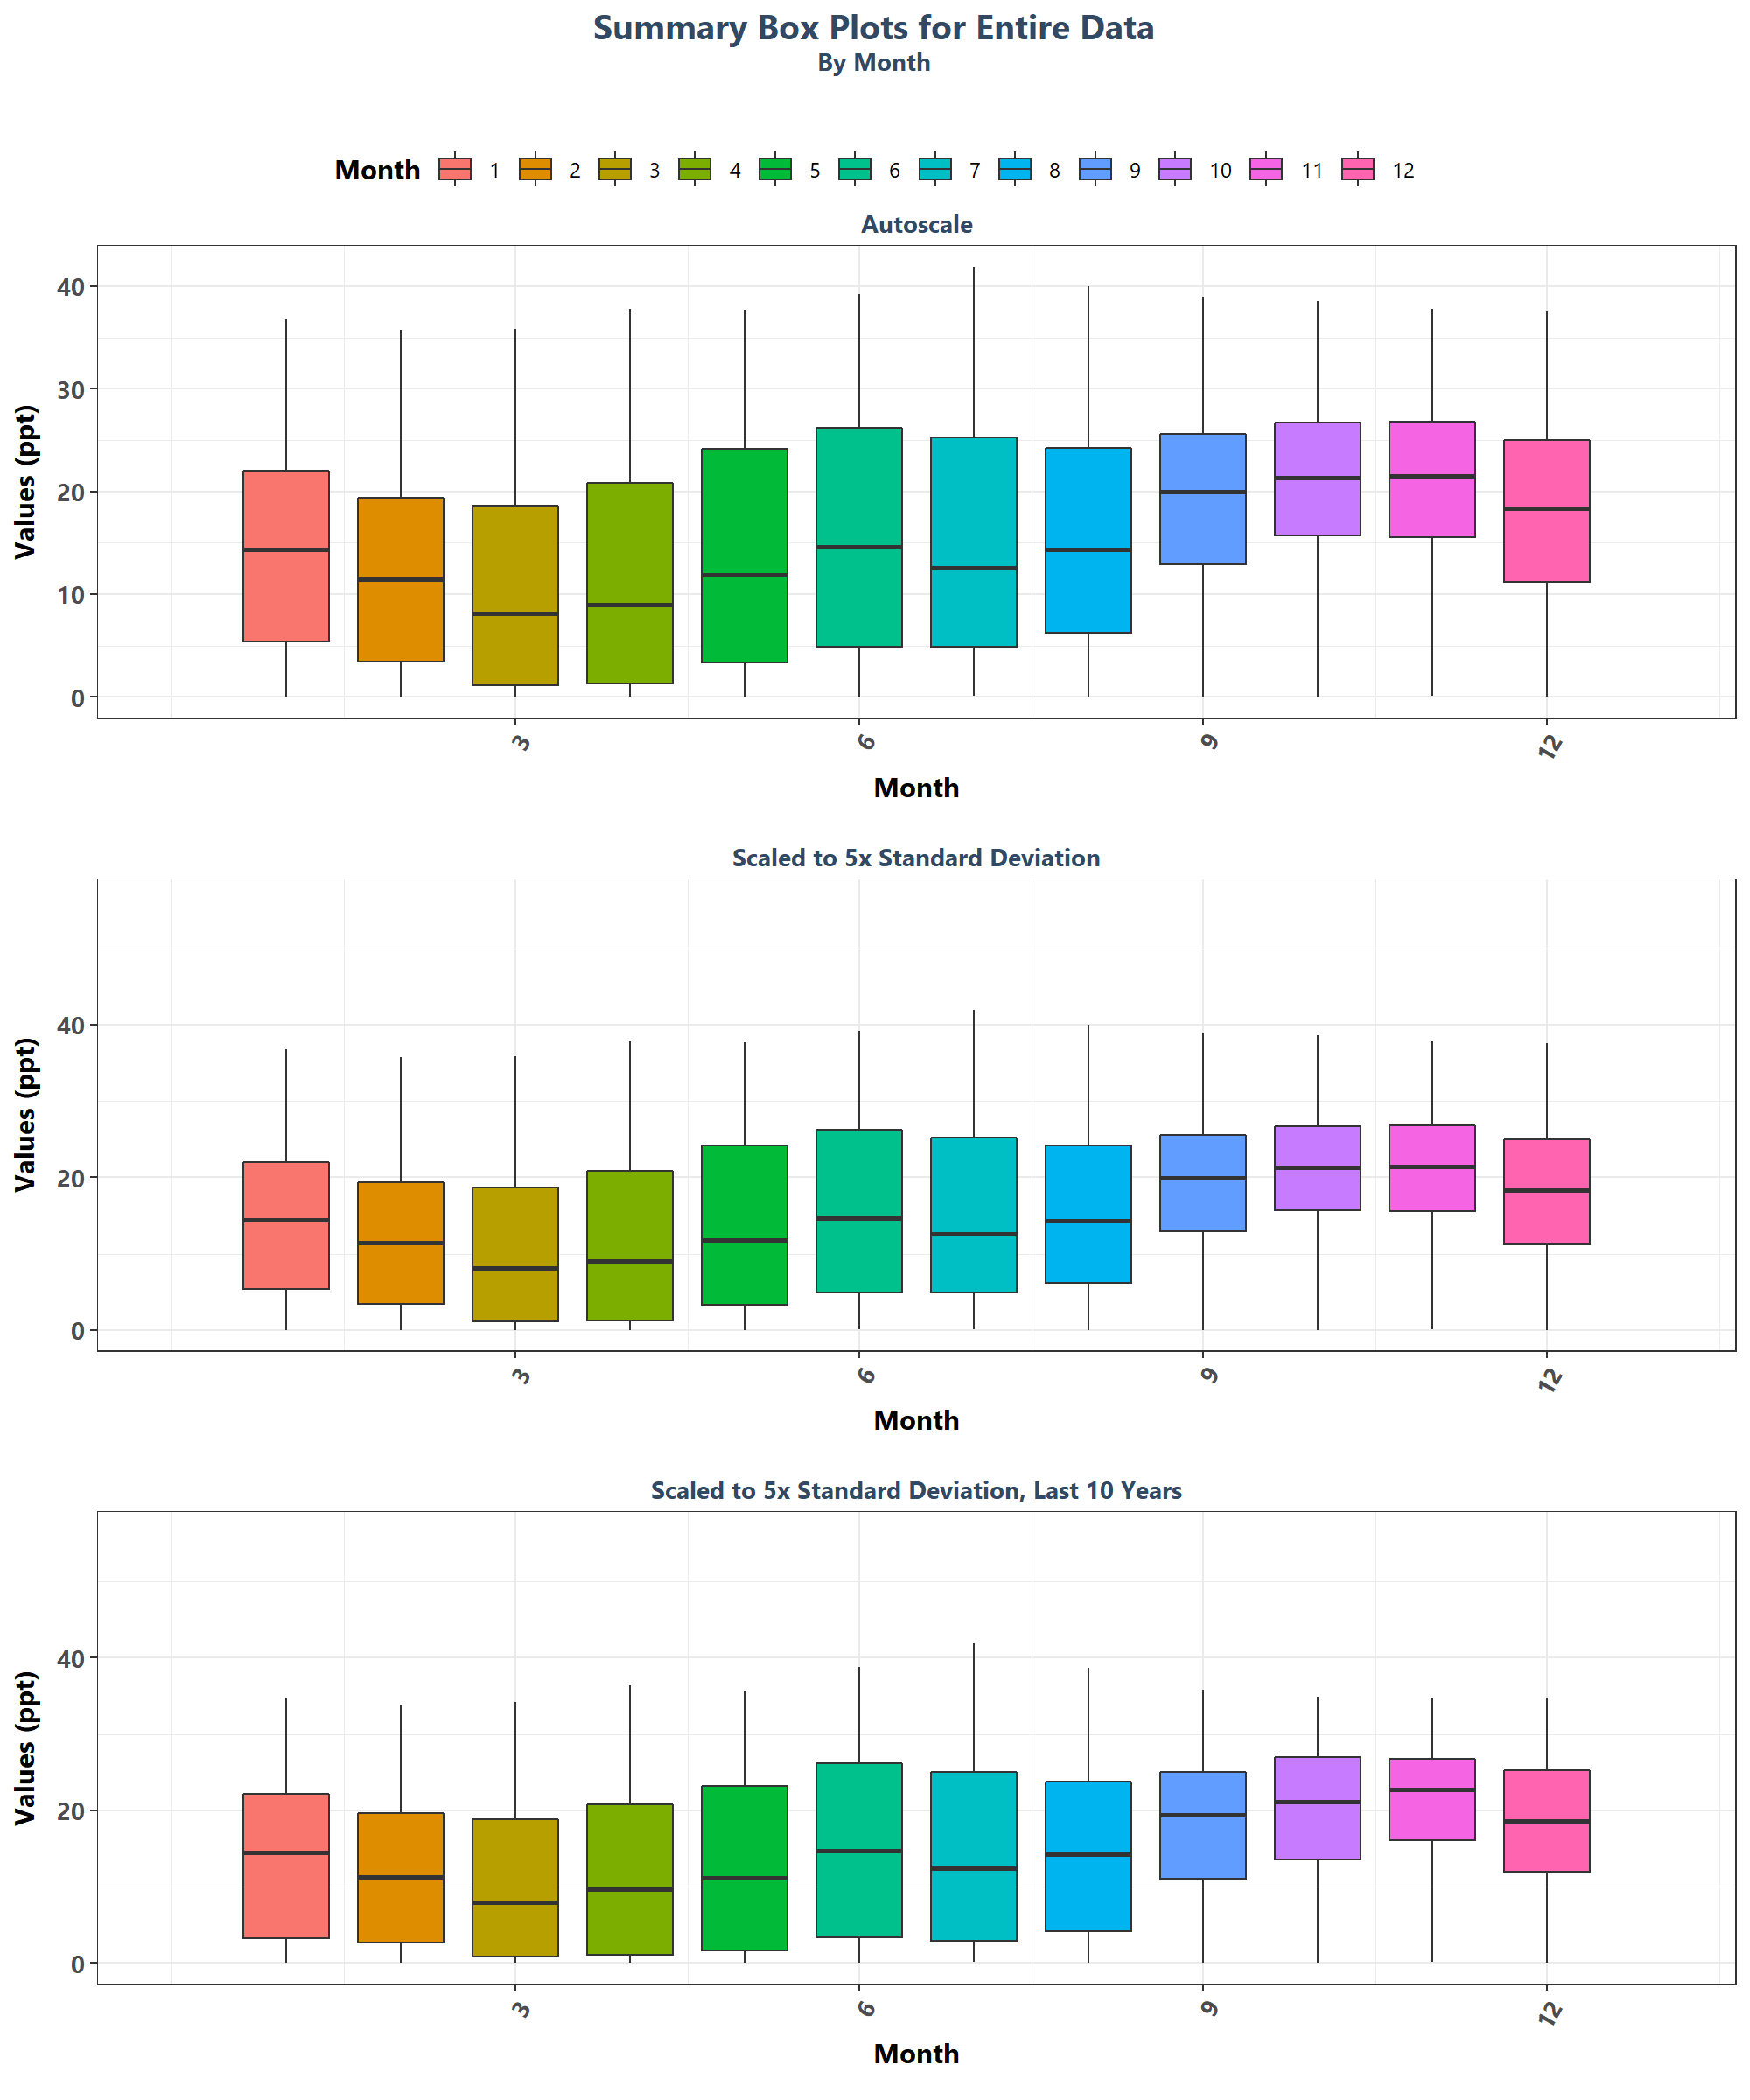 Summary Box Plots for Entire Data
By Month
Month 1 2 3 4 5 6 7 8 9 10 11 12
Autoscale
Values (ppt)
40
30
20
10
0
3 6 9 12
Month
Scaled to 5x Standard Deviation
Values (ppt)
40
20
0
3 6 9 12
Month
Scaled to 5x Standard Deviation, Last 10 Years
Values (ppt)
40
20
0
3 6 9 12
Month